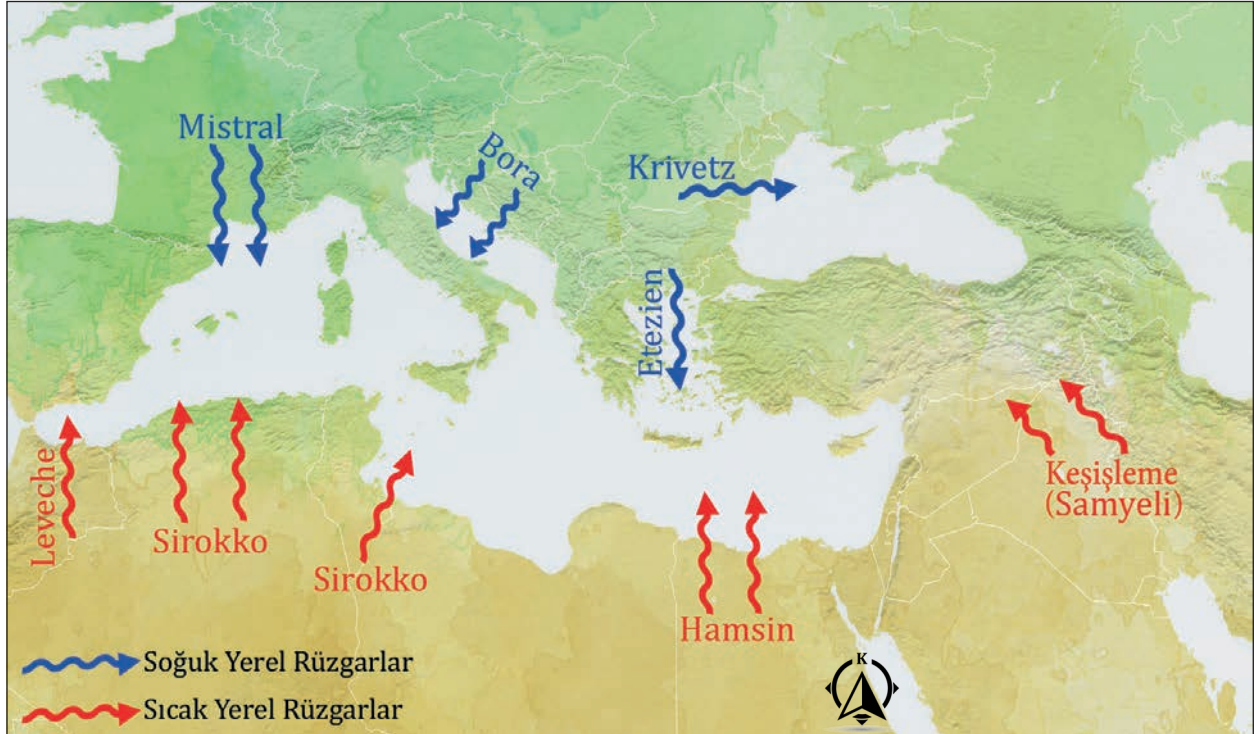 Mistral
Bora
Krivetz
Etezien
Leveche
Sirokko
Sirokko
Hamsin
Keşişleme
(Samyeli)
Soğuk Yerel Rüzgarlar
Sıcak Yerel Rüzgarlar
K